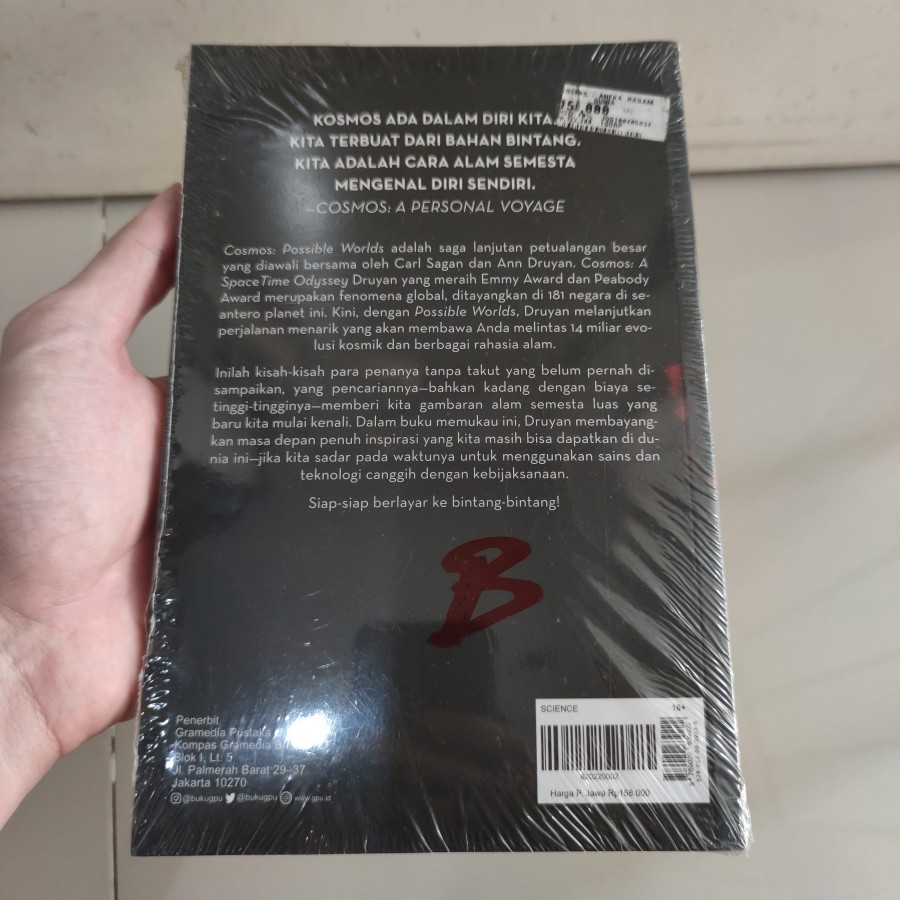 KOSMOS ADA DALAM DIRI KITA.
KITA TERBUAT DARI BAHAN BINTANG.
KITA ADALAH CARA ALAM SEMESTA
MENGENAL DIRI SENDIRI.
—COSMOS: A PERSONAL VOYAGE
Cosmos: Possible Worlds adalah saga lanjutan petualangan besar
yang diawali bersama oleh Carl Sagan dan Ann Druyan. Cosmos: A
SpaceTime Odyssey Druyan yang meraih Emmy Award dan Peabody
Award merupakan fenomena global, ditayangkan di 181 negara di se-
antero planet ini. Kini, dengan Possible Worlds, Druyan melanjutkan
perjalanan menarik yang akan membawa Anda melintas 14 miliar evo-
lusi kosmik dan berbagai rahasia alam.
Inilah kisah-kisah para penanya tanpa takut yang belum pernah di-
sampaikan, yang pencariannya—bahkan kadang dengan biaya se-
tinggi-tingginya—memberi kita gambaran alam semesta luas yang
baru kita mulai kenali. Dalam buku memukau ini, Druyan membayang-
kan masa depan penuh inspirasi yang kita masih bisa dapatkan di du-
nia ini—jika kita sadar pada waktunya untuk menggunakan sains dan
teknologi canggih dengan kebijaksanaan.
Siap-siap berlayar ke bintang-bintang!
B
Penerbit
Gramedia Pustaka
Kompas Gramedia
Blok I, Lt. 5
Jl. Palmerah Barat 29–37
Jakarta 10270
@bukugpu @bukugpu www.gpu.id
SCIENCE 16+
620220002
Harga P. Jawa Rp158.000